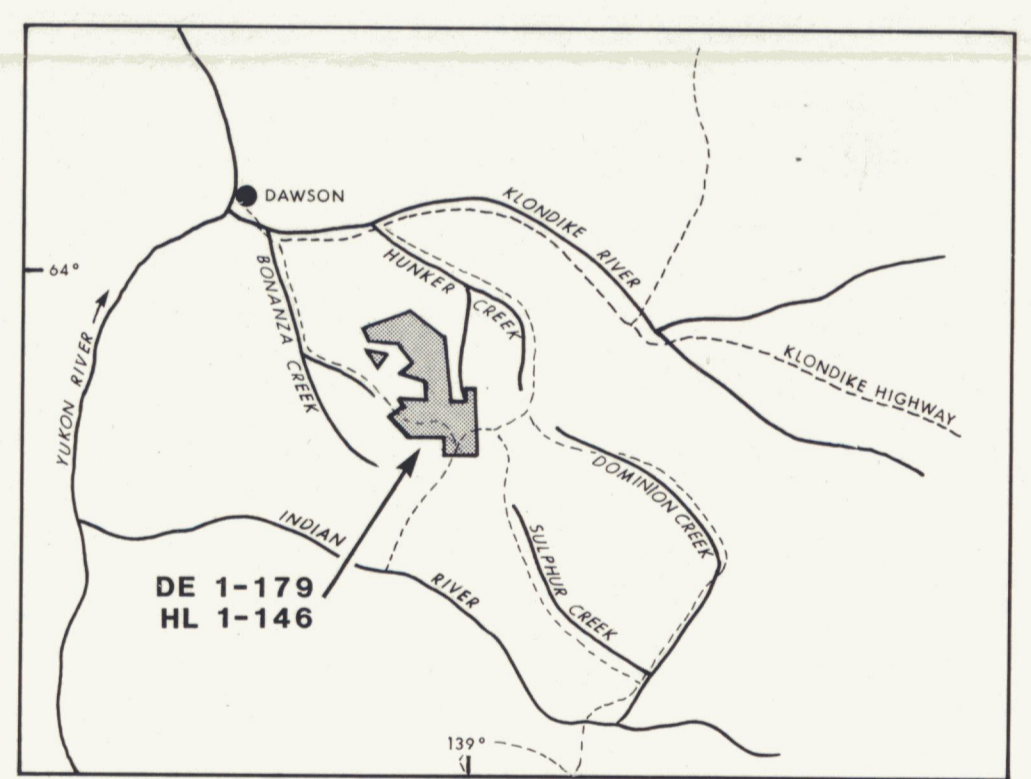 DAWSON
KLONDIKE RIVER
64°
HUNKER CREEK
BONANZA CREEK
YUKON RIVER
KLONDIKE HIGHWAY
DOMINION CREEK
INDIAN RIVER
SULPHUR CREEK
DE 1-179
HL 1-146
139°